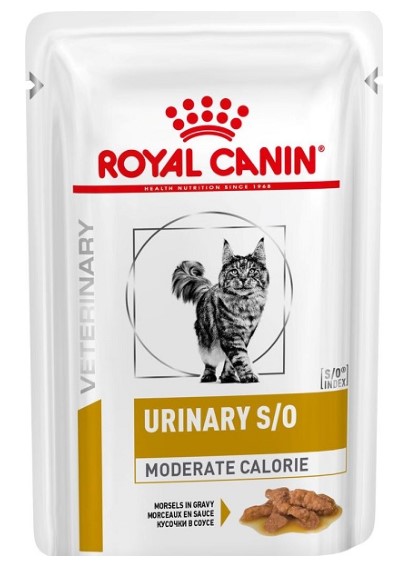 ROYAL CANIN®
HEALTH NUTRITION SINCE 1968
VETERINARY
[S/O®
INDEX]
URINARY S/O
MODERATE CALORIE
MORSELS IN GRAVY
MORCEAUX EN SAUCE
КУСОЧКИ В СОУСЕ